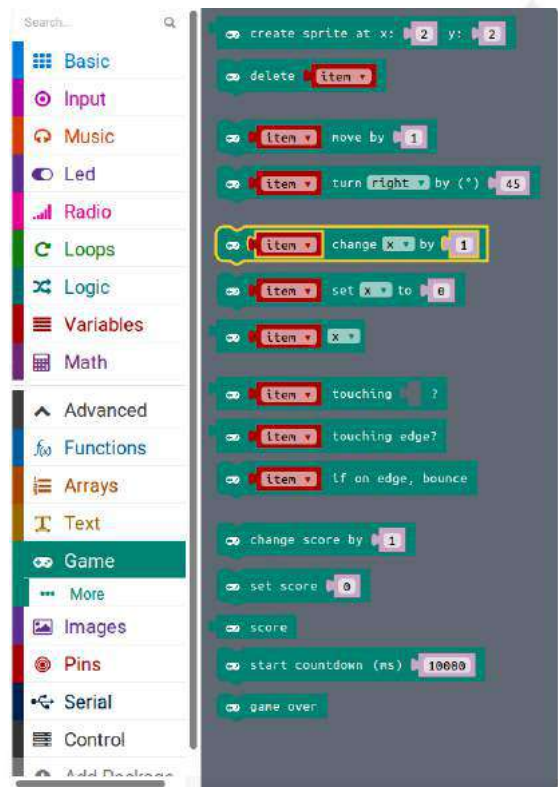 Search...
Basic
Input
Music
Led
Radio
Loops
Logic
Variables
Math
Advanced
Functions
Arrays
Text
Game
More
Images
Pins
Serial
Control
Add Package
create sprite at x: 2 y: 2
delete item
item move by 1
item turn right by (°) 45
item change x by 1
item set x to 0
item x
item touching ?
item touching edge?
item if on edge, bounce
change score by 1
set score 0
score
start countdown (ms) 10000
game over